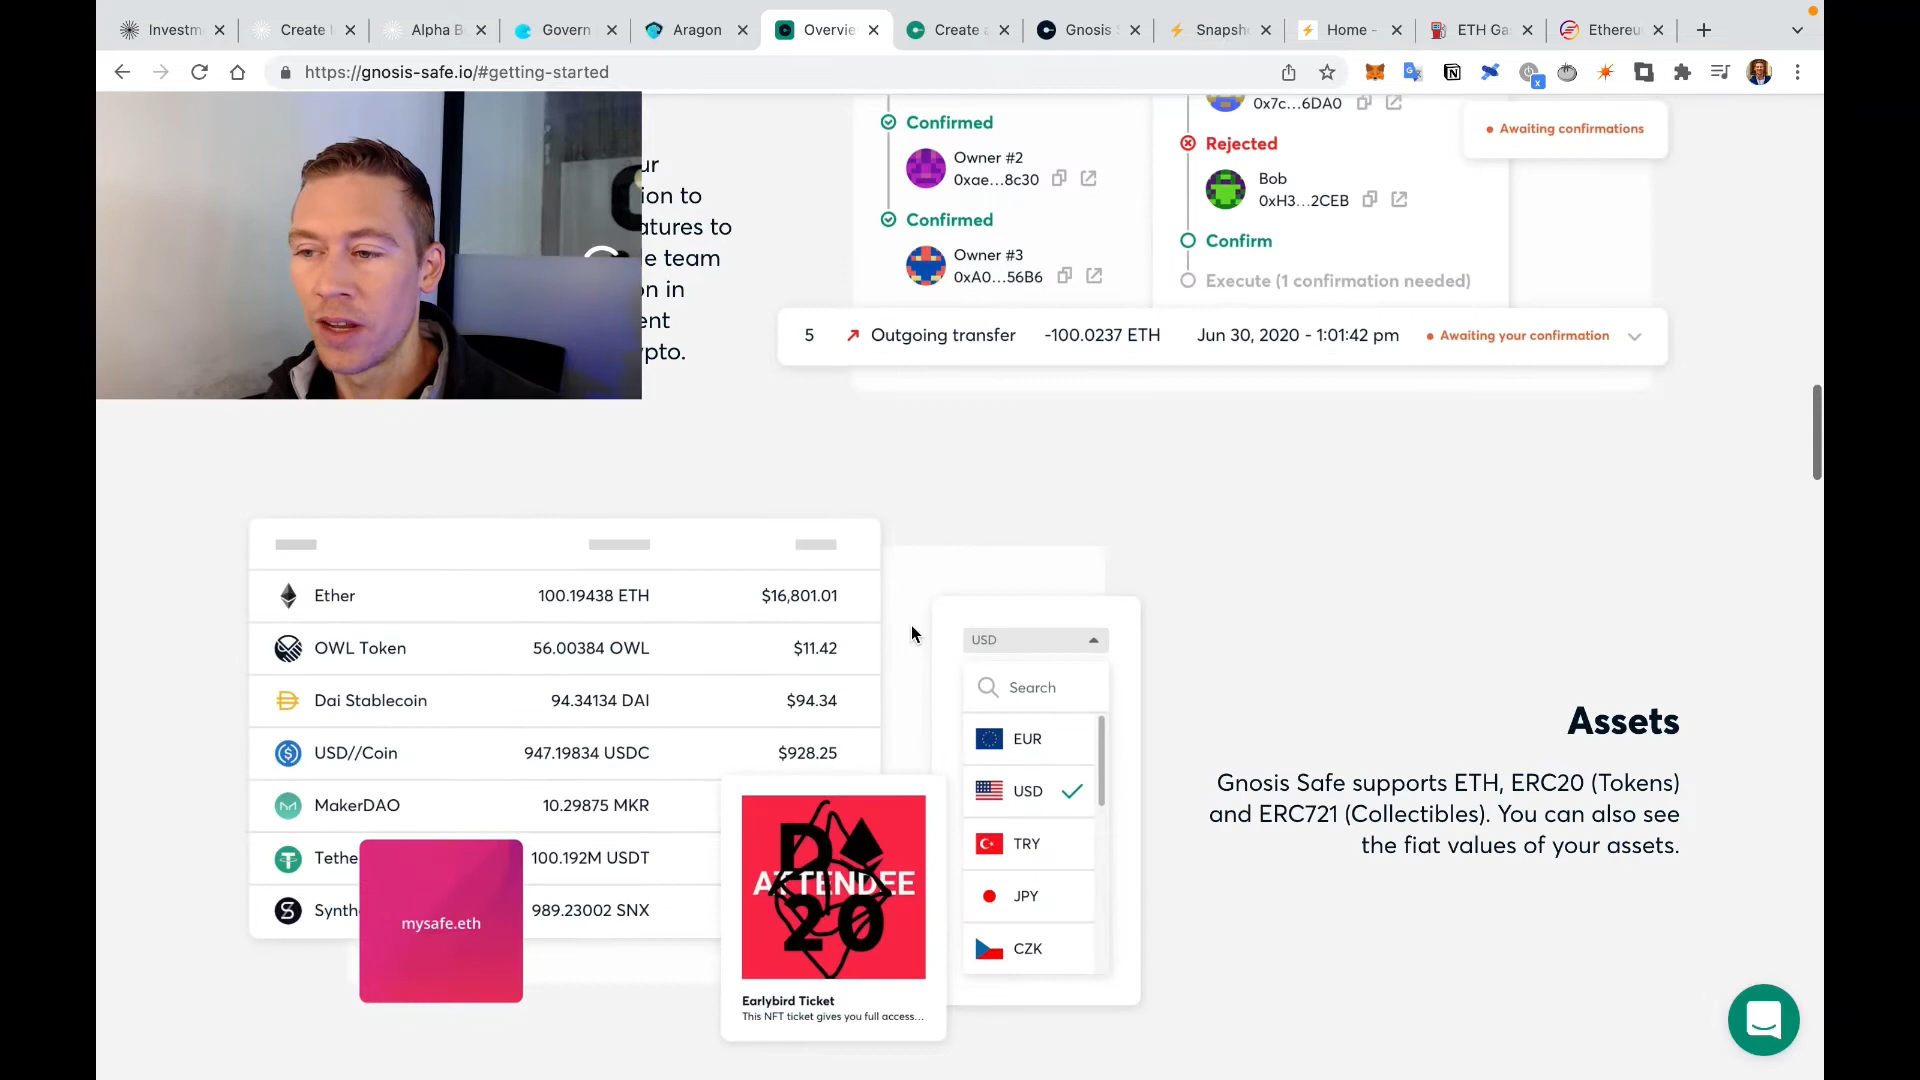 Investm
Create
Alpha B
Govern
Aragon
Overvie
Create a
Gnosis S
Snapsh
Home -
ETH Ga
Ethereu
https://gnosis-safe.io/#getting-started
ur
ion to
atures to
e team
on in
ent
pto.
Confirmed
Owner #2
0xae...8c30
Confirmed
Owner #3
0xA0...56B6
0x7c...6DA0
Rejected
Bob
0xH3...2CEB
Confirm
Execute (1 confirmation needed)
Awaiting confirmations
5 Outgoing transfer -100.0237 ETH Jun 30, 2020 - 1:01:42 pm Awaiting your confirmation
Ether 100.19438 ETH $16,801.01
OWL Token 56.00384 OWL $11.42
Dai Stablecoin 94.34134 DAI $94.34
USD//Coin 947.19834 USDC $928.25
MakerDAO 10.29875 MKR
Tethe 100.192M USDT
Synth 989.23002 SNX
mysafe.eth
ATTENDEE
20
Earlybird Ticket
This NFT ticket gives you full access...
USD
Search
EUR
USD
TRY
JPY
CZK
Assets
Gnosis Safe supports ETH, ERC20 (Tokens)
and ERC721 (Collectibles). You can also see
the fiat values of your assets.